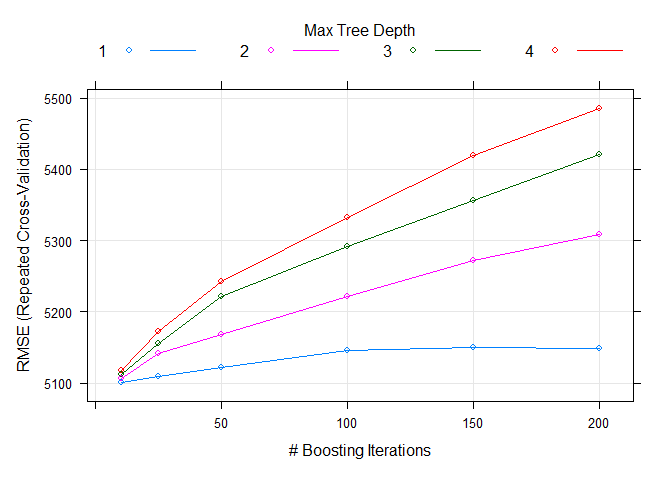 Max Tree Depth
1 2 3 4
RMSE (Repeated Cross-Validation)
5500
5400
5300
5200
5100
50 100 150 200
# Boosting Iterations